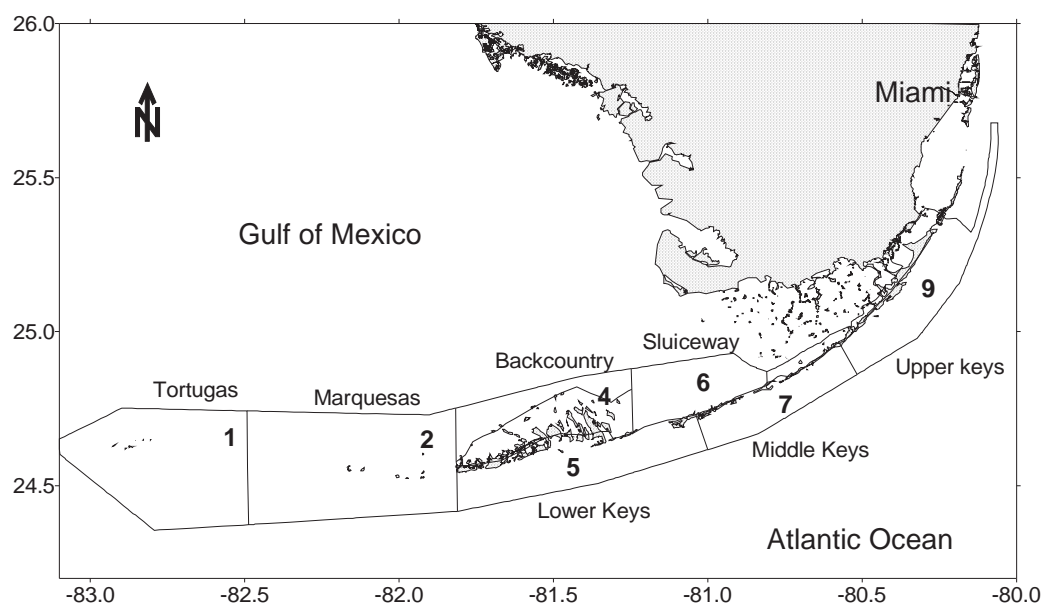 26.0
Miami
N
25.5
Gulf of Mexico
9
25.0
Sluiceway
Backcountry
Upper keys
6
Tortugas
4
Marquesas
7
1
2
Middle Keys
5
24.5
Lower Keys
Atlantic Ocean
-83.0 -82.5 -82.0 -81.5 -81.0 -80.5 -80.0